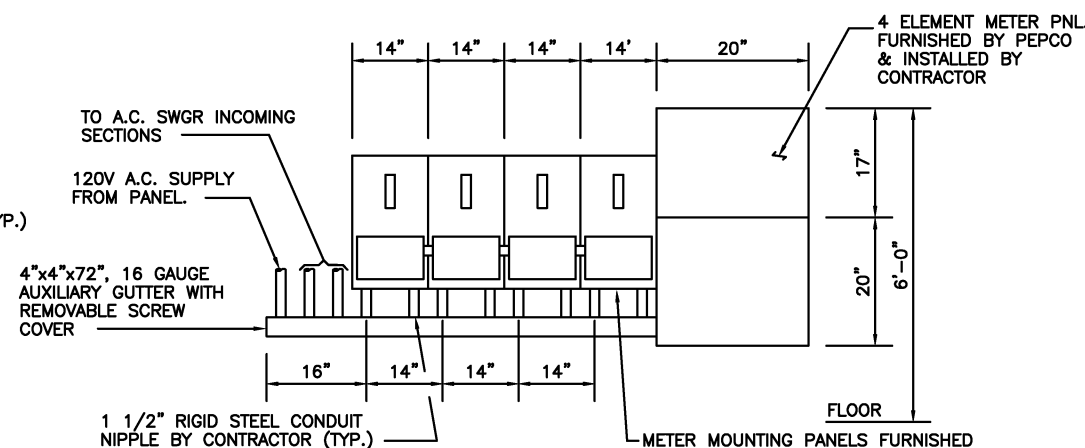 4 ELEMENT METER PNL.
FURNISHED BY PEPCO
& INSTALLED BY
CONTRACTOR
14" 14" 14" 14' 20"
TO A.C. SWGR INCOMING
SECTIONS
120V A.C. SUPPLY
FROM PANEL.
YP.)
4"x4"x72", 16 GAUGE
AUXILIARY GUTTER WITH
REMOVABLE SCREW
COVER
17"
20"
6'-0"
16" 14" 14" 14"
FLOOR
1 1/2" RIGID STEEL CONDUIT
NIPPLE BY CONTRACTOR (TYP.)
METER MOUNTING PANELS FURNISHED